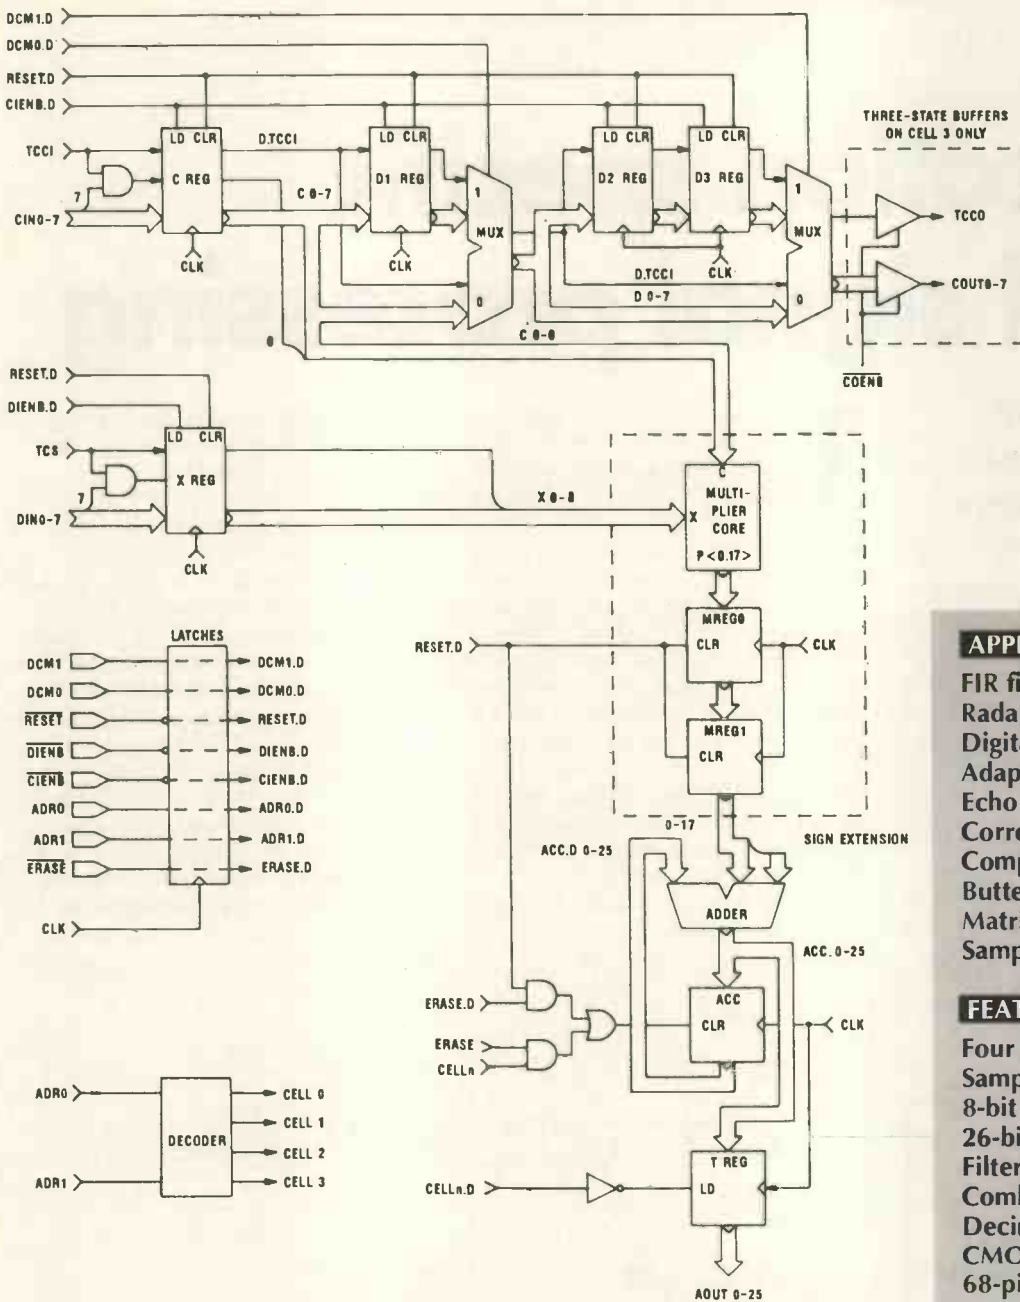 DCM1.D
DCM0.D
RESET.D
CIENB.D
THREE-STATE BUFFERS
ON CELL 3 ONLY
LD CLR
C REG
D.TCCI
LD CLR
D1 REG
LD CLR
D2 REG
LD CLR
D3 REG
TCCI
7
CIN0-7
C 0-7
1
MUX
0
1
MUX
0
TCCO
COUT0-7
CLK
CLK
CLK
D.TCCI
D 0-7
C 0-8
COENB
RESET.D
DIENB.D
TCS
7
DIN0-7
LD CLR
X REG
CLK
X 0-8
C
X
MULTI-
PLIER
CORE
P<0.17>
LATCHES
DCM1
DCM1.D
DCM0
DCM0.D
RESET
RESET.D
DIENB
DIENB.D
CIENB
CIENB.D
ADR0
ADR0.D
ADR1
ADR1.D
ERASE
ERASE.D
CLK
RESET.D
MREG0
CLR
CLK
MREG1
CLR
0-17
SIGN EXTENSION
ACC.D 0-25
ADDER
ACC. 0-25
ERASE.D
ERASE
CELLn
ACC
CLR
CLK
ADR0
ADR1
DECODER
CELL 0
CELL 1
CELL 2
CELL 3
CELLn.D
T REG
LD
AOUT 0-25
FIR
Four
8-bit